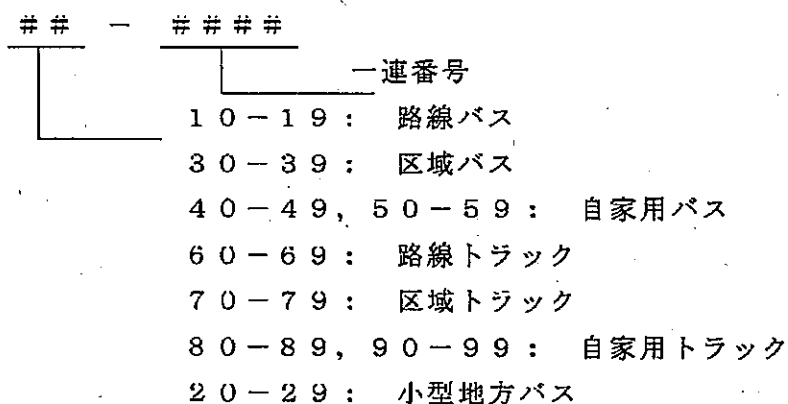 ## － ####
一連番号
10－19： 路線バス
30－39： 区域バス
40－49，50－59： 自家用バス
60－69： 路線トラック
70－79： 区域トラック
80－89，90－99： 自家用トラック
20－29： 小型地方バス